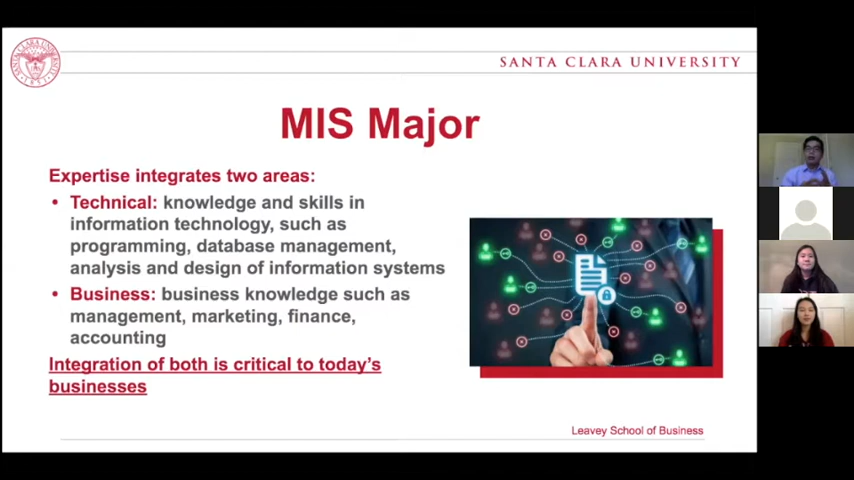 SANTA CLARA UNIVERSITY
MIS Major
Expertise integrates two areas:
• Technical: knowledge and skills in
information technology, such as
programming, database management,
analysis and design of information systems
• Business: business knowledge such as
management, marketing, finance,
accounting
Integration of both is critical to today's
businesses
Leavey School of Business